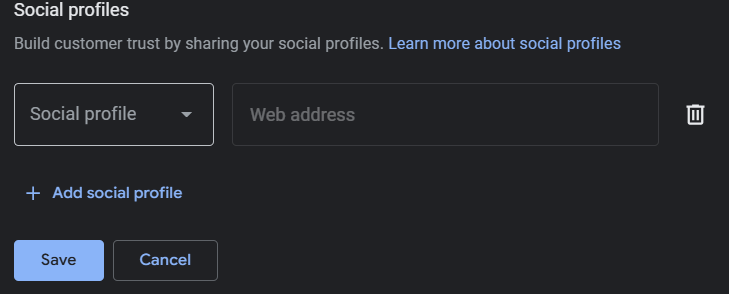 Social profiles
Build customer trust by sharing your social profiles. Learn more about social profiles
Social profile
Web address
Add social profile
Save
Cancel